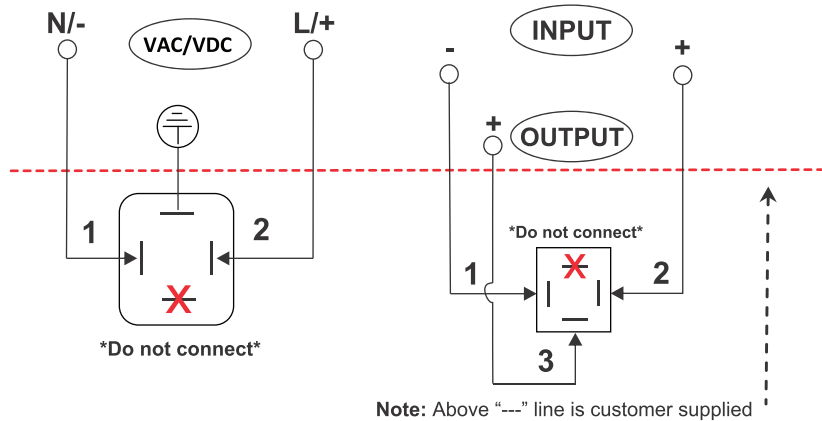 N/-
VAC/VDC
L/+
1
2
*Do not connect*
INPUT
-
+
+
OUTPUT
*Do not connect*
1
2
3
Note: Above “---” line is customer supplied